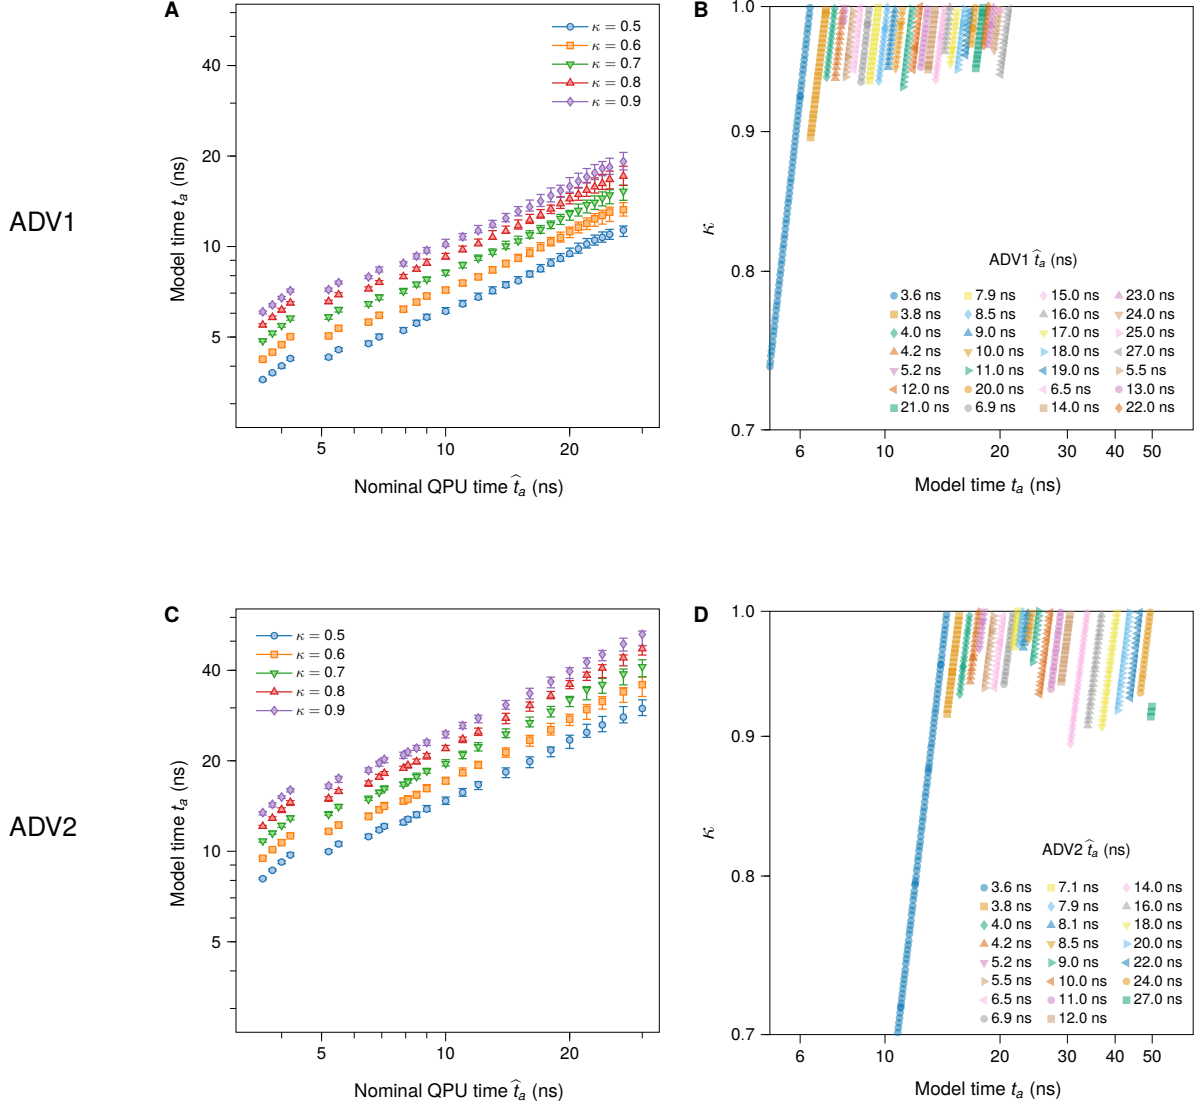 ADV1
A
κ = 0.5
κ = 0.6
κ = 0.7
κ = 0.8
κ = 0.9
40
20
10
5
Model time t_a (ns)
5 10 20
Nominal QPU time t̂_a (ns)
B
1.0
0.9
0.8
0.7
κ
ADV1 t̂_a (ns)
3.6 ns 7.9 ns 15.0 ns 23.0 ns
3.8 ns 8.5 ns 16.0 ns 24.0 ns
4.0 ns 9.0 ns 17.0 ns 25.0 ns
4.2 ns 10.0 ns 18.0 ns 27.0 ns
5.2 ns 11.0 ns 19.0 ns 5.5 ns
12.0 ns 20.0 ns 6.5 ns 13.0 ns
21.0 ns 6.9 ns 14.0 ns 22.0 ns
6 10 20 30 40 50
Model time t_a (ns)
ADV2
C
κ = 0.5
κ = 0.6
κ = 0.7
κ = 0.8
κ = 0.9
40
20
10
5
Model time t_a (ns)
5 10 20
Nominal QPU time t̂_a (ns)
D
1.0
0.9
0.8
0.7
κ
ADV2 t̂_a (ns)
3.6 ns 7.1 ns 14.0 ns
3.8 ns 7.9 ns 16.0 ns
4.0 ns 8.1 ns 18.0 ns
4.2 ns 8.5 ns 20.0 ns
5.2 ns 9.0 ns 22.0 ns
5.5 ns 10.0 ns 24.0 ns
6.5 ns 11.0 ns 27.0 ns
6.9 ns 12.0 ns
6 10 20 30 40 50
Model time t_a (ns)